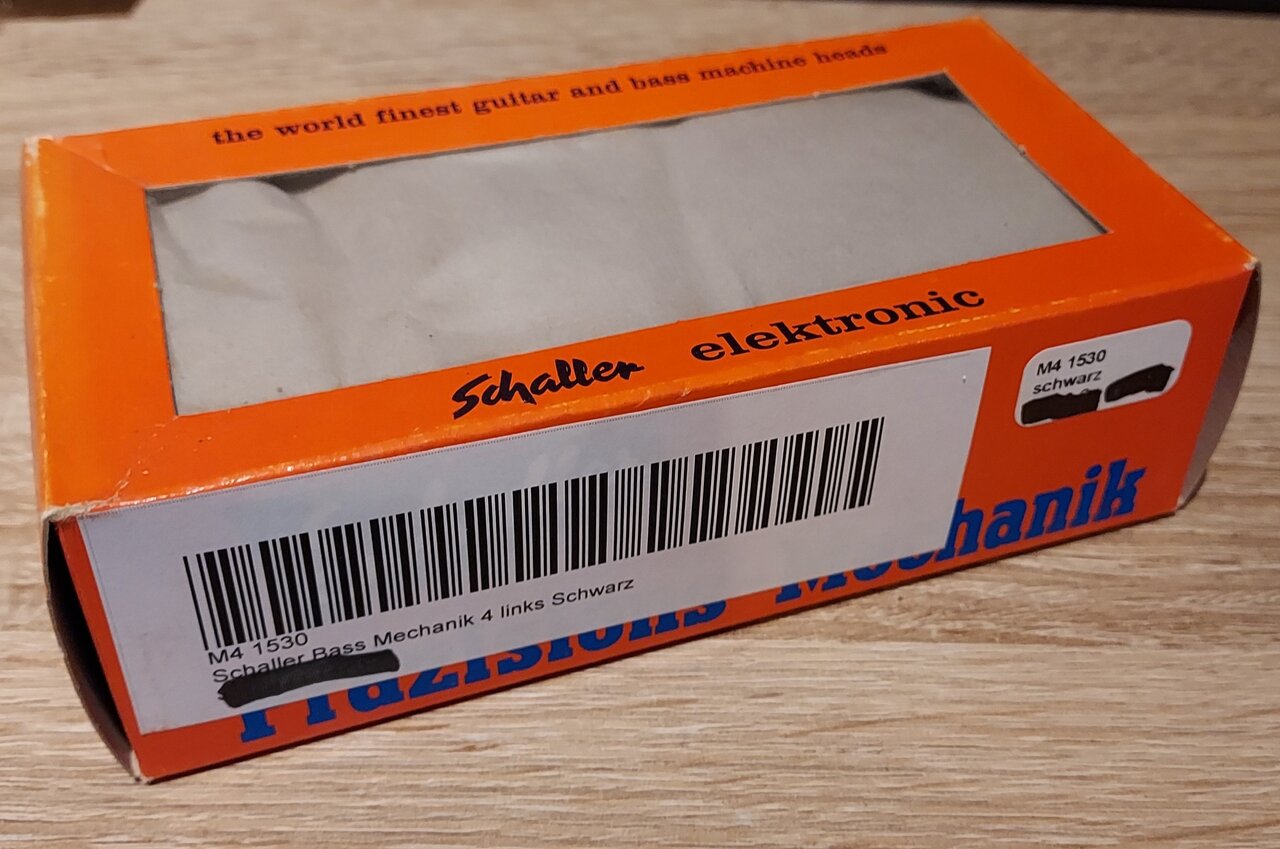 the world finest guitar and bass machine heads
Schaller elektronic
M4 1530
schwarz
M4 1530
Schaller Bass Mechanik 4 links Schwarz
Präzisions Mechanik